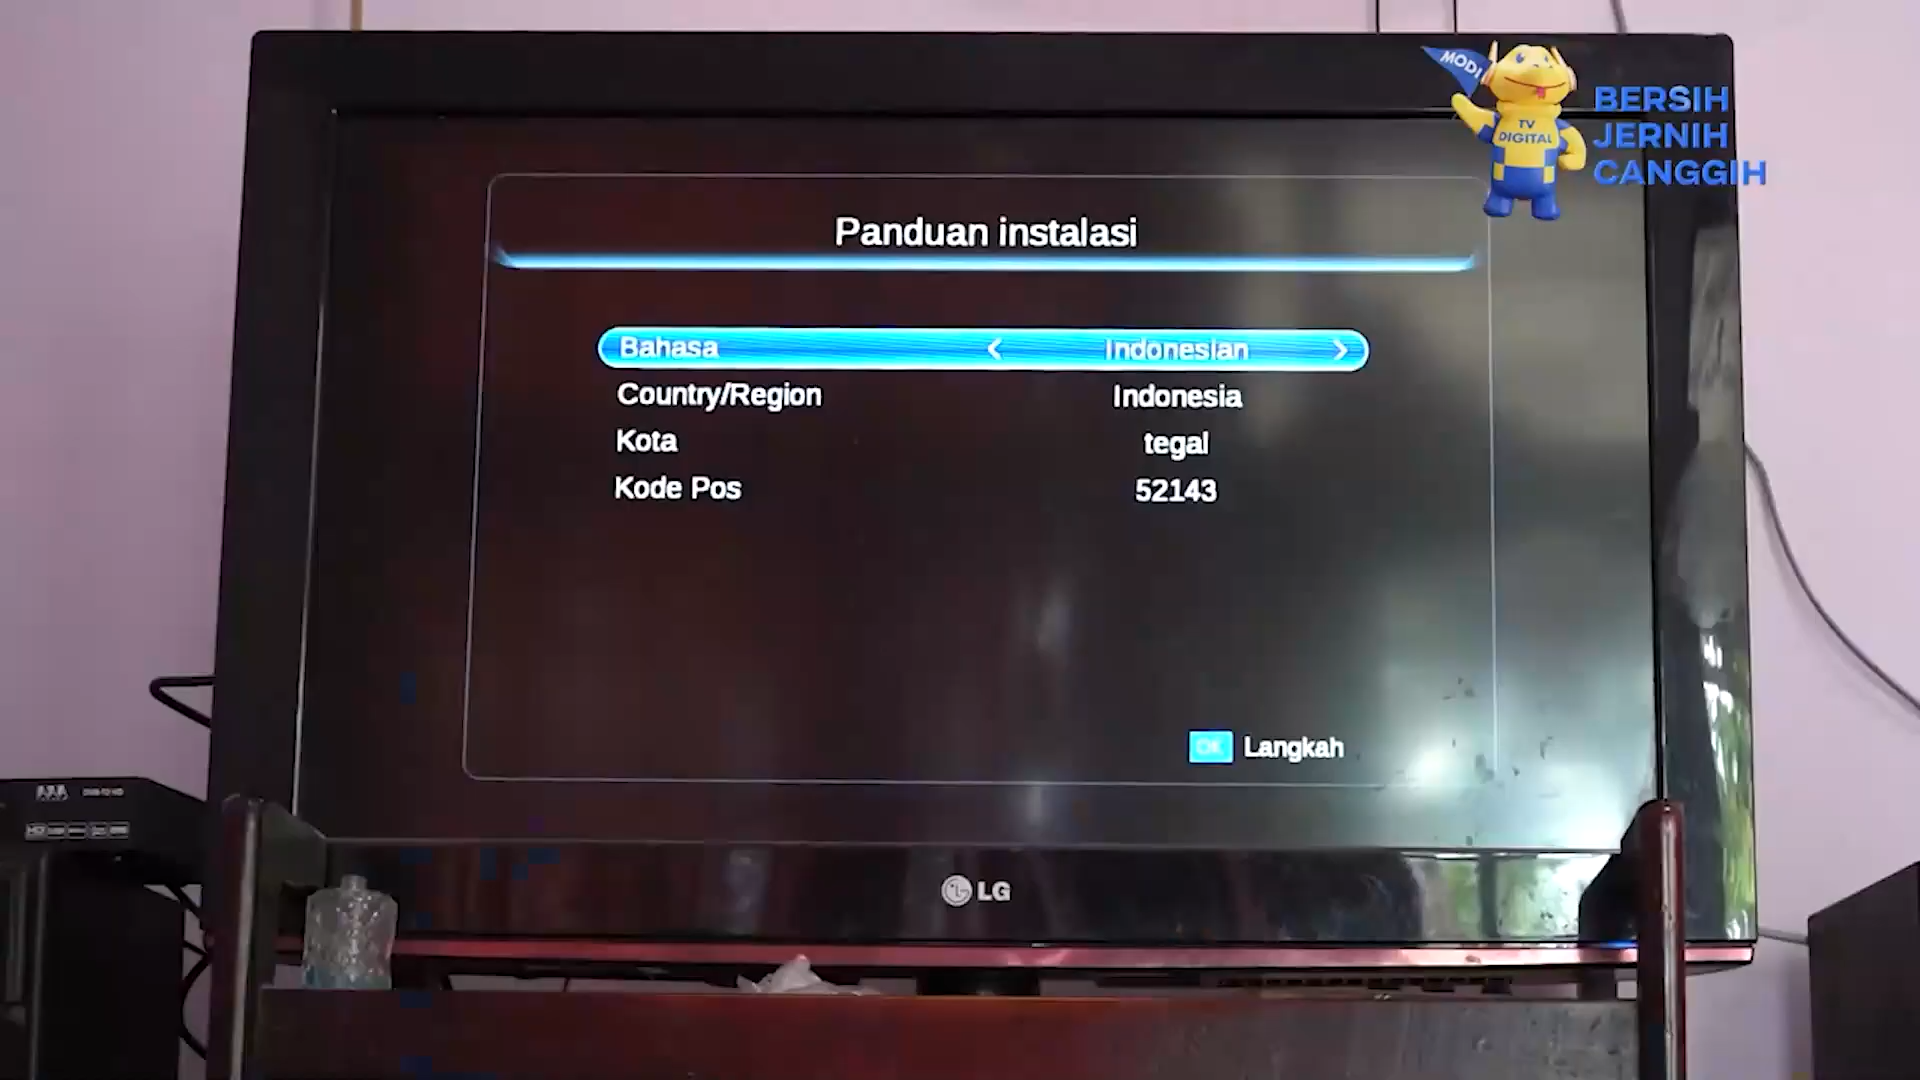 MODI
TV
DIGITAL
BERSIH
JERNIH
CANGGIH
Panduan instalasi
Bahasa < Indonesian >
Country/Region Indonesia
Kota tegal
Kode Pos 52143
OK Langkah
LG